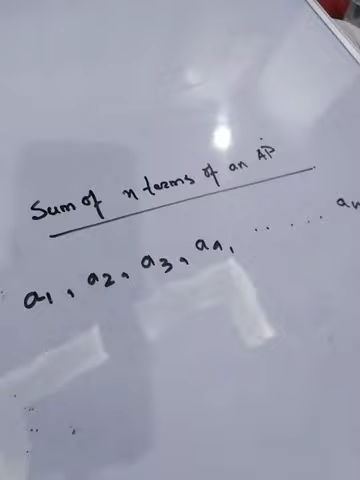 Sum of n terms of an AP
a1, a2, a3, a4, ...... an